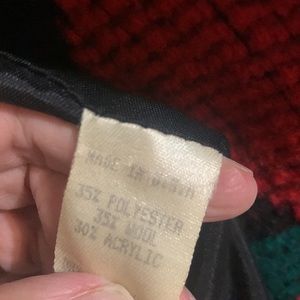 MADE IN
35% POLYESTER
35% WOOL
30% ACRYLIC